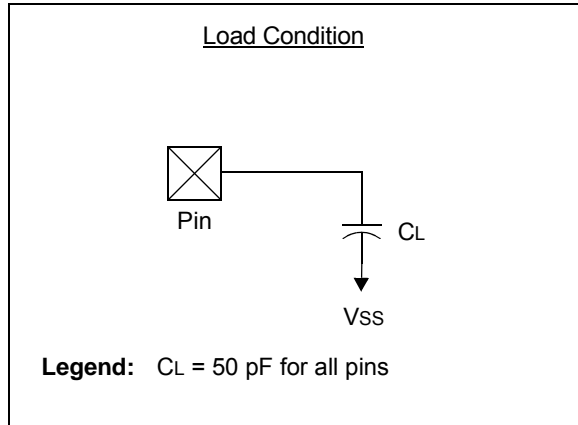 Load Condition
Pin
CL
VSS
Legend: CL = 50 pF for all pins